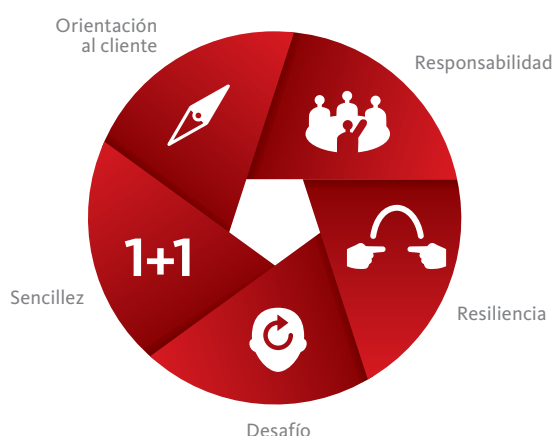 Orientación
al cliente
Responsabilidad
1+1
Sencillez
Resiliencia
Desafío